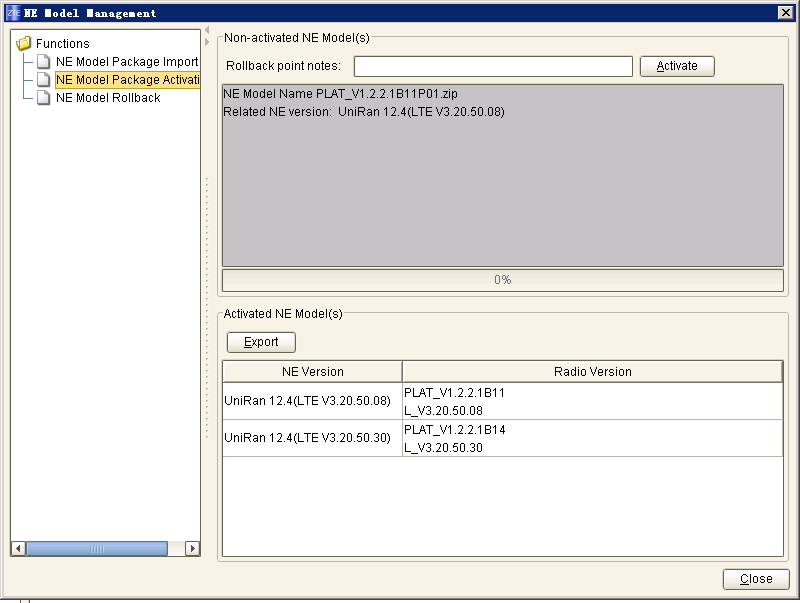 ZTE NE Model Management
Functions
NE Model Package Import
NE Model Package Activati
NE Model Rollback
Non-activated NE Model(s)
Rollback point notes:
Activate
NE Model Name PLAT_V1.2.2.1B11P01.zip
Related NE version: UniRan 12.4(LTE V3.20.50.08)
0%
Activated NE Model(s)
Export
NE Version Radio Version
UniRan 12.4(LTE V3.20.50.08)
PLAT_V1.2.2.1B11
L_V3.20.50.08
UniRan 12.4(LTE V3.20.50.30)
PLAT_V1.2.2.1B14
L_V3.20.50.30
Close